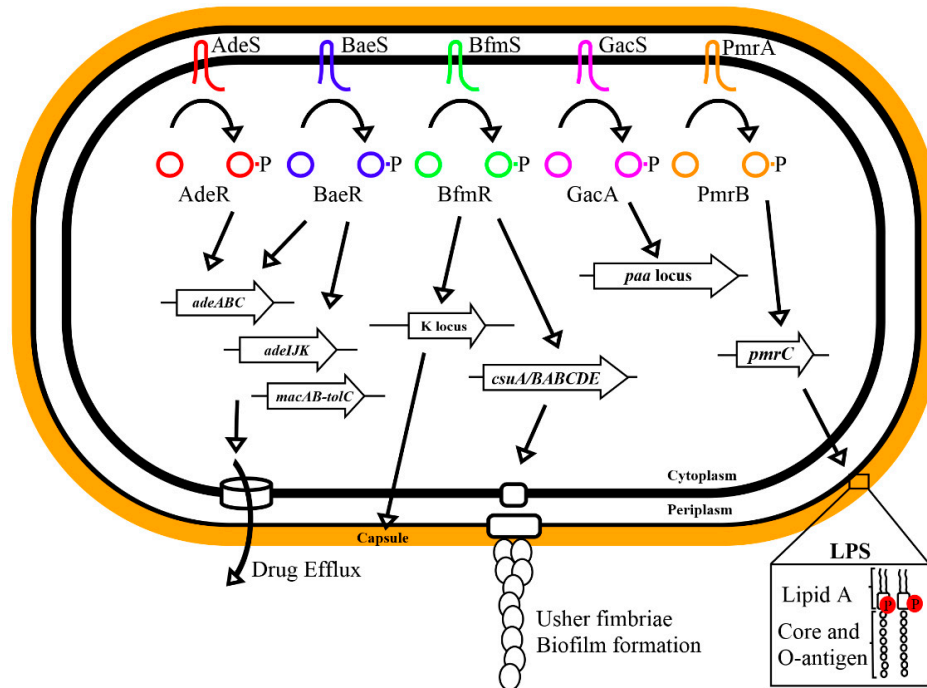 AdeS
BaeS
BfmS
GacS
PmrA
P
P
P
P
P
AdeR
BaeR
BfmR
GacA
PmrB
paa locus
adeABC
K locus
adeIJK
pmrC
csuA/BABCDE
macAB-tolC
Cytoplasm
Periplasm
Capsule
LPS
Drug Efflux
Lipid A
P
P
Usher fimbriae
Biofilm formation
Core and
O-antigen